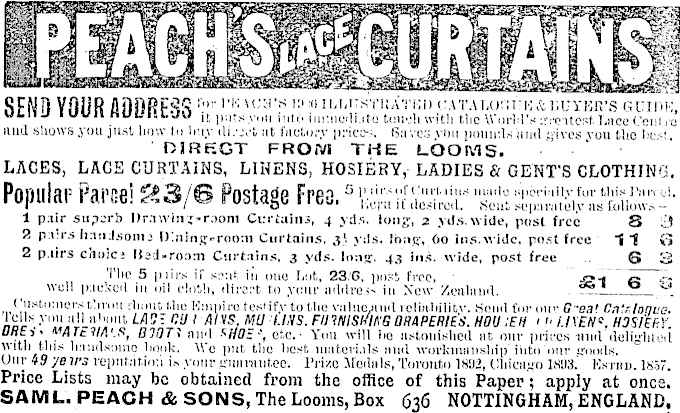 PEACH'S LACE CURTAINS
SEND YOUR ADDRESS for PEACH'S 1906 ILLUSTRATED CATALOGUE & BUYER'S GUIDE,
it puts you into immediate touch with the World's greatest Lace Centre
and shows you just how to buy direct at factory prices. Saves you pounds and gives you the best.
DIRECT FROM THE LOOMS.
LACES, LACE CURTAINS, LINENS, HOSIERY, LADIES & GENT'S CLOTHING.
Popular Parcel 23/6 Postage Free. 5 pairs of Curtains made specially for this Parcel.
Ecru if desired. Sent separately as follows—
1 pair superb Drawing-room Curtains, 4 yds. long, 2 yds. wide, post free 8 3
2 pairs handsome Dining-room Curtains, 3½ yds. long, 60 ins. wide, post free 11 6
2 pairs choice Bed-room Curtains, 3 yds. long, 43 ins. wide, post free 6 9
The 5 pairs if sent in one Lot, 23/6, post free,
well packed in oil cloth, direct to your address in New Zealand. £1 6 6
Customers throughout the Empire testify to the value and reliability. Send for our Great Catalogue.
Tells you all about LACE CURTAINS, MUSLINS, FURNISHING DRAPERIES, HOUSEHOLD LINENS, HOSIERY,
DRESS MATERIALS, BOOTS and SHOES, etc. You will be astonished at our prices and delighted
with this handsome book. We put the best materials and workmanship into our goods.
Our 49 years reputation is your guarantee. Prize Medals, Toronto 1892, Chicago 1893. ESTBD. 1857.
Price Lists may be obtained from the office of this Paper; apply at once.
SAML. PEACH & SONS, The Looms, Box 636 NOTTINGHAM, ENGLAND.